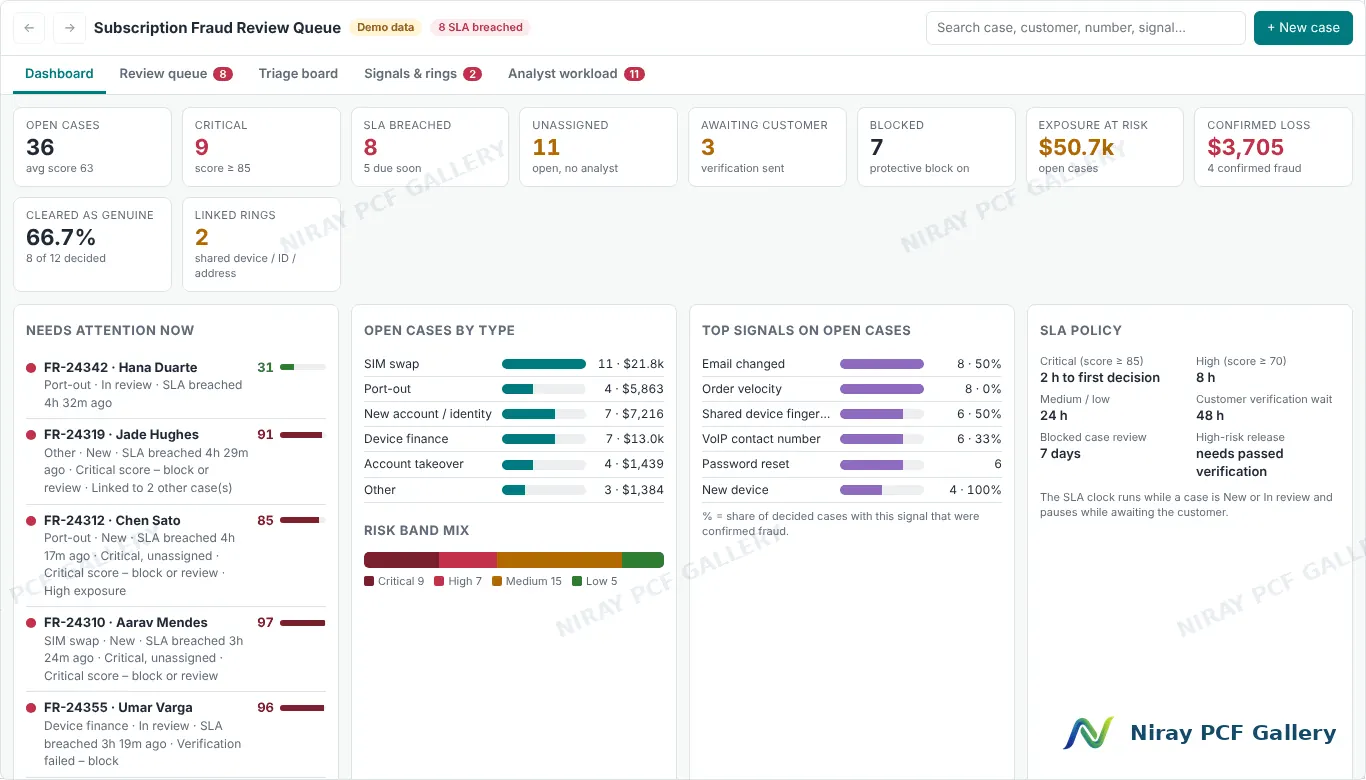 ← → Subscription Fraud Review Queue Demo data 8 SLA breached Search case, customer, number, signal... + New case
Dashboard Review queue 8 Triage board Signals & rings 2 Analyst workload 11
OPEN CASES
36
avg score 63
CRITICAL
9
score ≥ 85
SLA BREACHED
8
5 due soon
UNASSIGNED
11
open, no analyst
AWAITING CUSTOMER
3
verification sent
BLOCKED
7
protective block on
EXPOSURE AT RISK
$50.7k
open cases
CONFIRMED LOSS
$3,705
4 confirmed fraud
CLEARED AS GENUINE
66.7%
8 of 12 decided
LINKED RINGS
2
shared device / ID /
address
NEEDS ATTENTION NOW
FR-24342 · Hana Duarte 31
Port-out · In review · SLA breached
4h 32m ago
FR-24319 · Jade Hughes 91
Other · New · SLA breached 4h 29m
ago · Critical score – block or
review · Linked to 2 other case(s)
FR-24312 · Chen Sato 85
Port-out · New · SLA breached 4h
17m ago · Critical, unassigned ·
Critical score – block or review ·
High exposure
FR-24310 · Aarav Mendes 97
SIM swap · New · SLA breached 3h
24m ago · Critical, unassigned ·
Critical score – block or review
FR-24355 · Umar Varga 96
Device finance · In review · SLA
breached 3h 19m ago · Verification
failed – block
OPEN CASES BY TYPE
SIM swap 11 · $21.8k
Port-out 4 · $5,863
New account / identity 7 · $7,216
Device finance 7 · $13.0k
Account takeover 4 · $1,439
Other 3 · $1,384
RISK BAND MIX
Critical 9 High 7 Medium 15 Low 5
TOP SIGNALS ON OPEN CASES
Email changed 8 · 50%
Order velocity 8 · 0%
Shared device finger... 6 · 50%
VoIP contact number 6 · 33%
Password reset 6
New device 4 · 100%
% = share of decided cases with this signal that were
confirmed fraud.
SLA POLICY
Critical (score ≥ 85)
2 h to first decision
High (score ≥ 70)
8 h
Medium / low
24 h
Customer verification wait
48 h
Blocked case review
7 days
High-risk release
needs passed
verification
The SLA clock runs while a case is New or In review and
pauses while awaiting the customer.
NIRAY PCF GALLERY
NIRAY PCF GALLERY
PCF GALLERY
NIRAY PCF GALLERY
NIRAY PCF GALL
Niray PCF Gallery